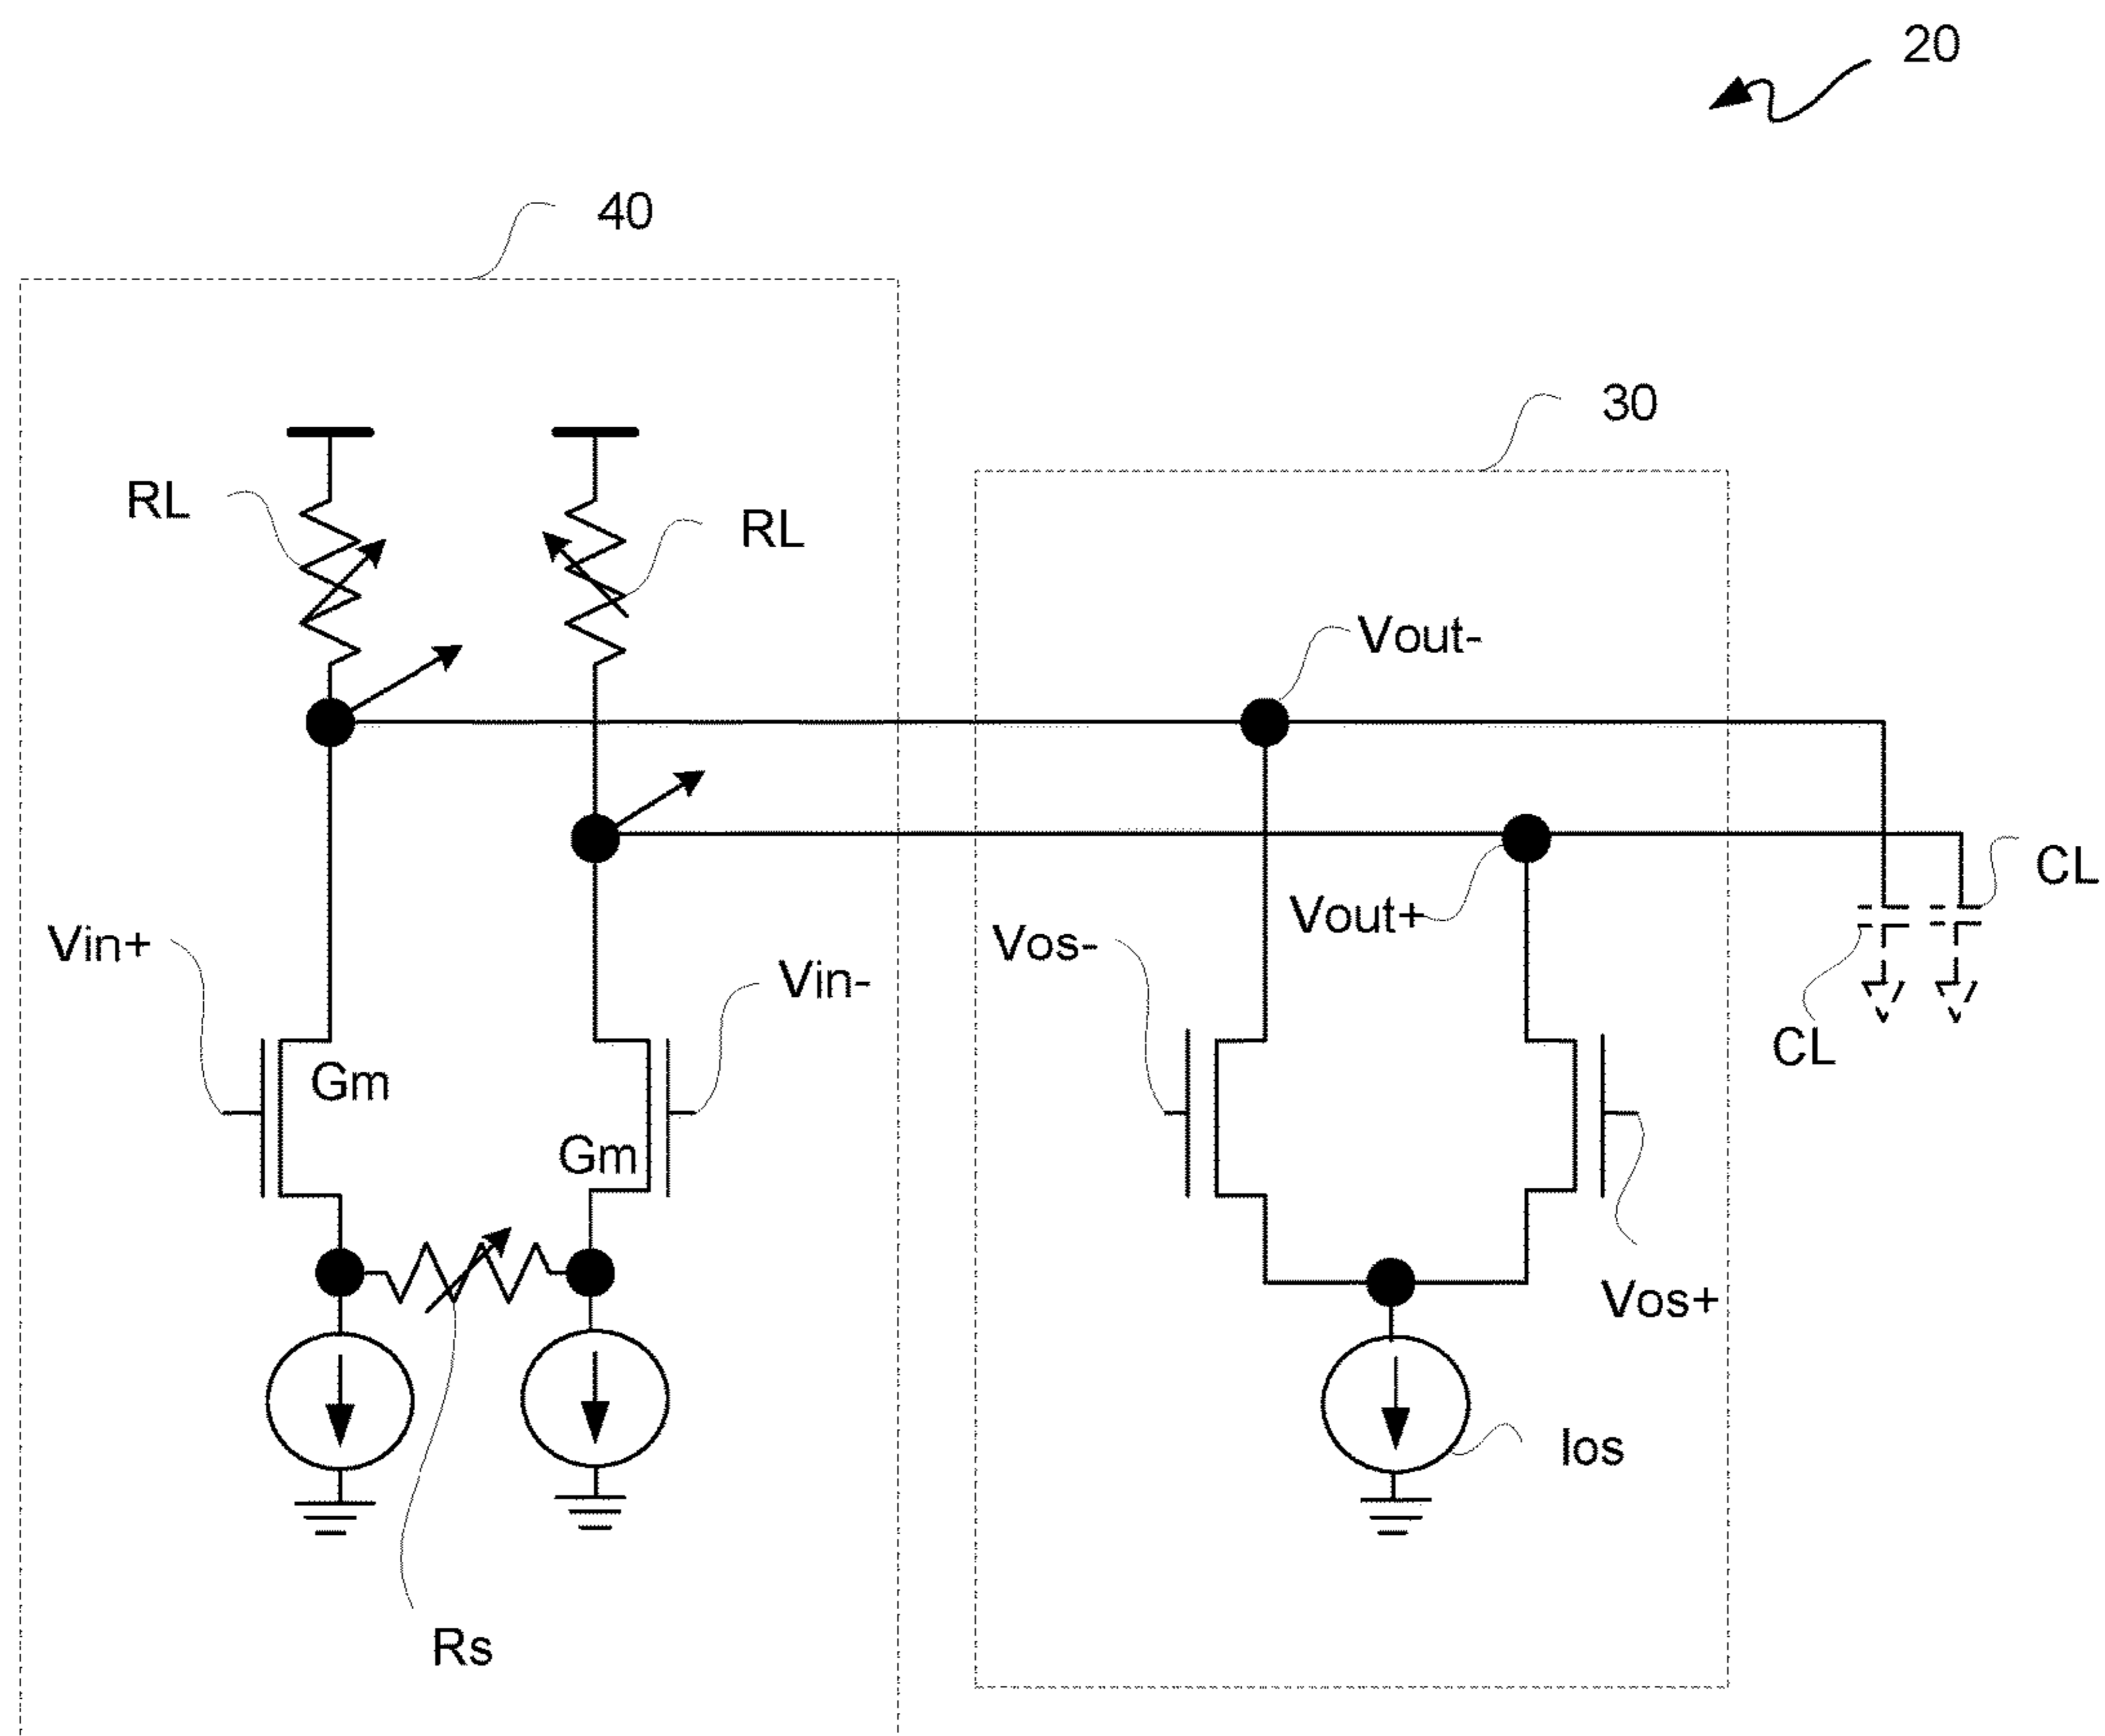 20
40
30
RL
RL
Vout-
CL
Vout+
Vin+
Vos-
Vin-
CL
Gm
Gm
Vos+
Ios
Rs